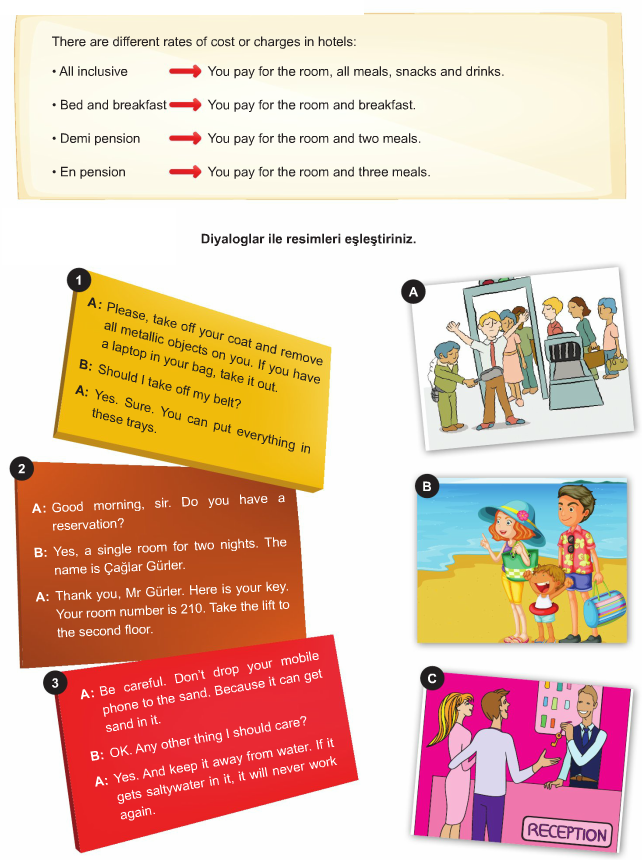 There are different rates of cost or charges in hotels:
• All inclusive You pay for the room, all meals, snacks and drinks.
• Bed and breakfast You pay for the room and breakfast.
• Demi pension You pay for the room and two meals.
• En pension You pay for the room and three meals.
Diyaloglar ile resimleri eşleştiriniz.
1
A: Please, take off your coat and remove
all metallic objects on you. If you have
a laptop in your bag, take it out.
B: Should I take off my belt?
A: Yes. Sure. You can put everything in
these trays.
2
A: Good morning, sir. Do you have a
reservation?
B: Yes, a single room for two nights. The
name is Çağlar Gürler.
A: Thank you, Mr Gürler. Here is your key.
Your room number is 210. Take the lift to
the second floor.
3
A: Be careful. Don't drop your mobile
phone to the sand. Because it can get
sand in it.
B: OK. Any other thing I should care?
A: Yes. And keep it away from water. If it
gets saltywater in it, it will never work
again.
A
B
C
RECEPTION